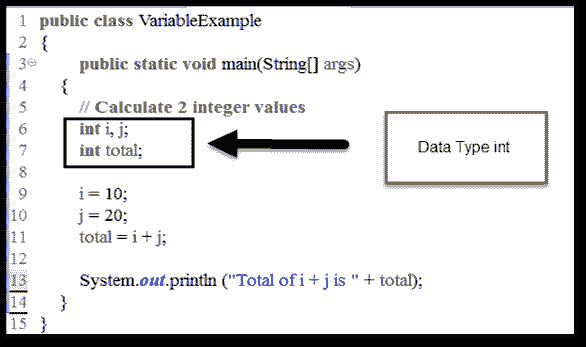 1 public class VariableExample
2 {
3 public static void main(String[] args)
4 {
5 // Calculate 2 integer values
6 int i, j;
7 int total;
8
9 i = 10;
10 j = 20;
11 total = i + j;
12
13 System.out.println ("Total of i + j is " + total);
14 }
15 }
Data Type int